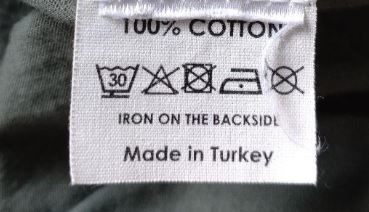 100% COTTON
30
IRON ON THE BACKSIDE
Made in Turkey